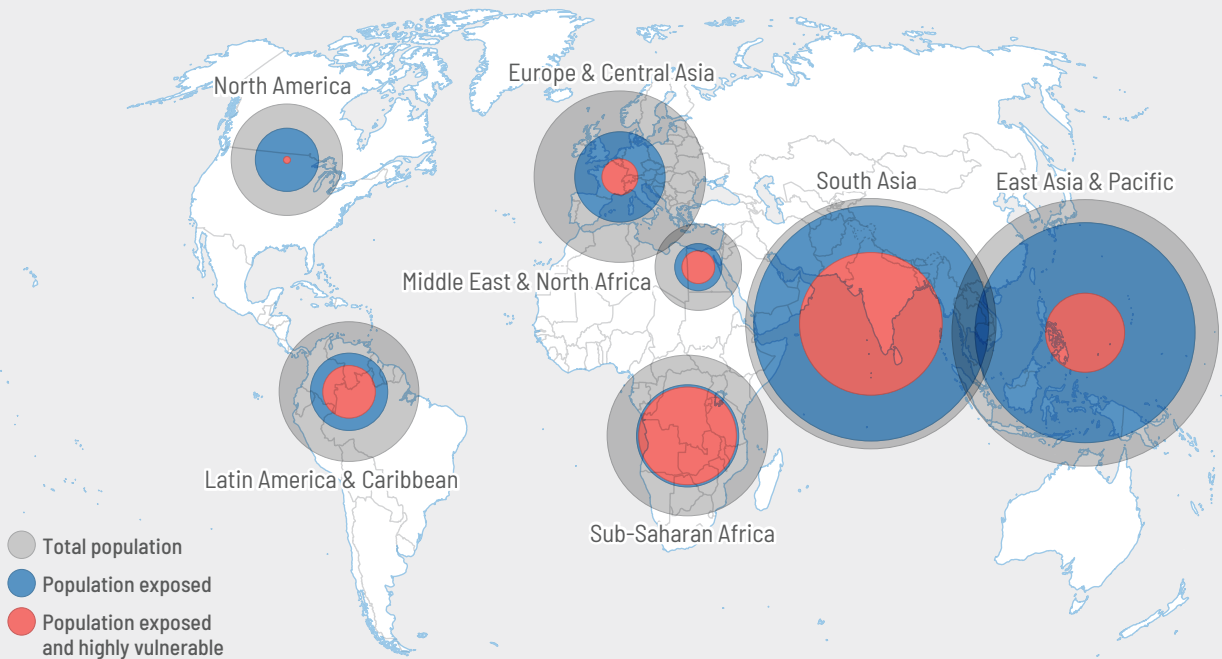 North America
Europe & Central Asia
South Asia
East Asia & Pacific
Middle East & North Africa
Latin America & Caribbean
Sub-Saharan Africa
Total population
Population exposed
Population exposed
and highly vulnerable